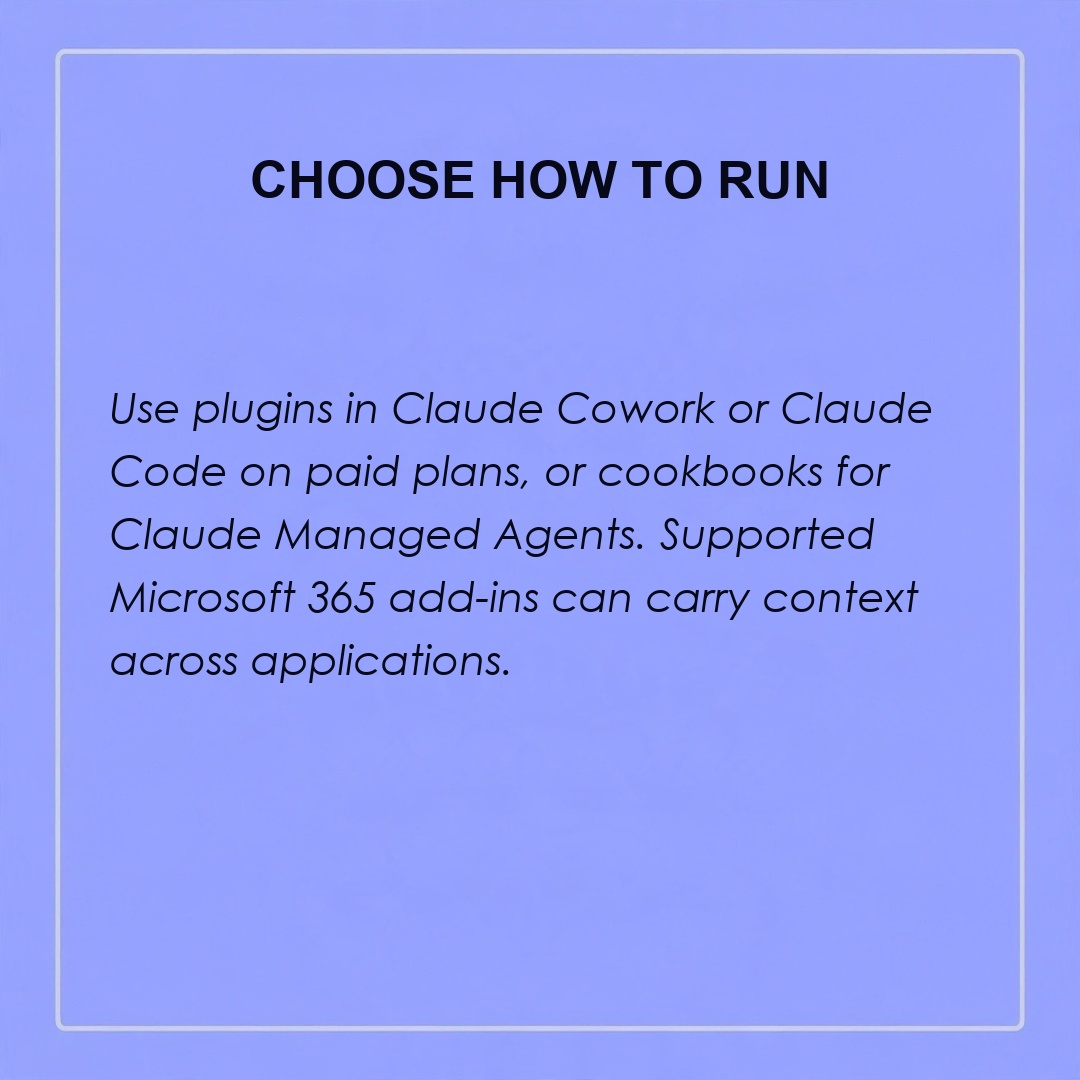 CHOOSE HOW TO RUN
Use plugins in Claude Cowork or Claude
Code on paid plans, or cookbooks for
Claude Managed Agents. Supported
Microsoft 365 add-ins can carry context
across applications.